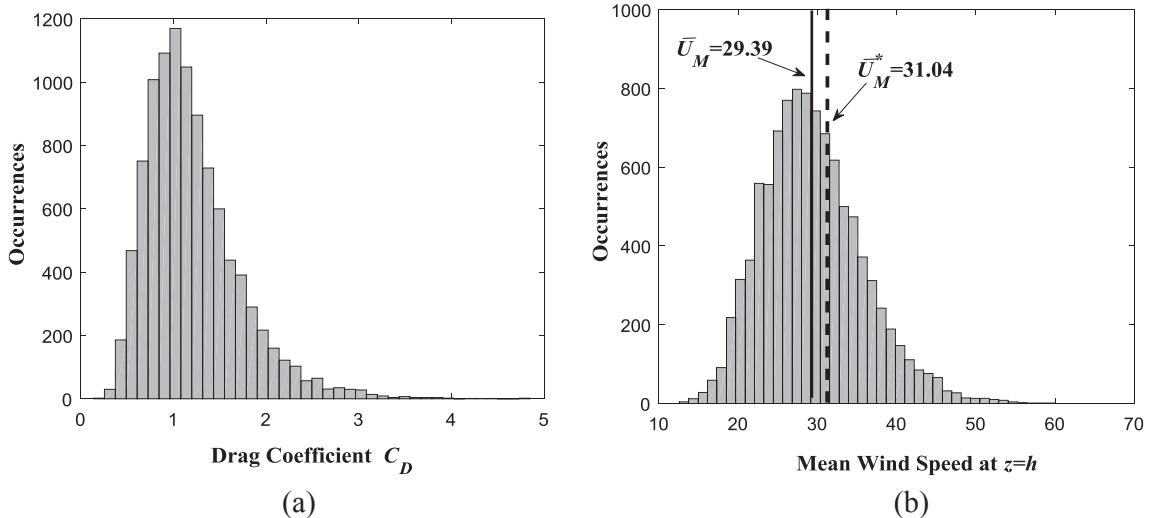 1200
1000
800
600
400
200
0
0 1 2 3 4 5
Occurrences
Drag Coefficient C_D
(a)
1000
800
600
400
200
0
10 20 30 40 50 60 70
Occurrences
U̅_M=29.39
U̅*_M=31.04
Mean Wind Speed at z=h
(b)